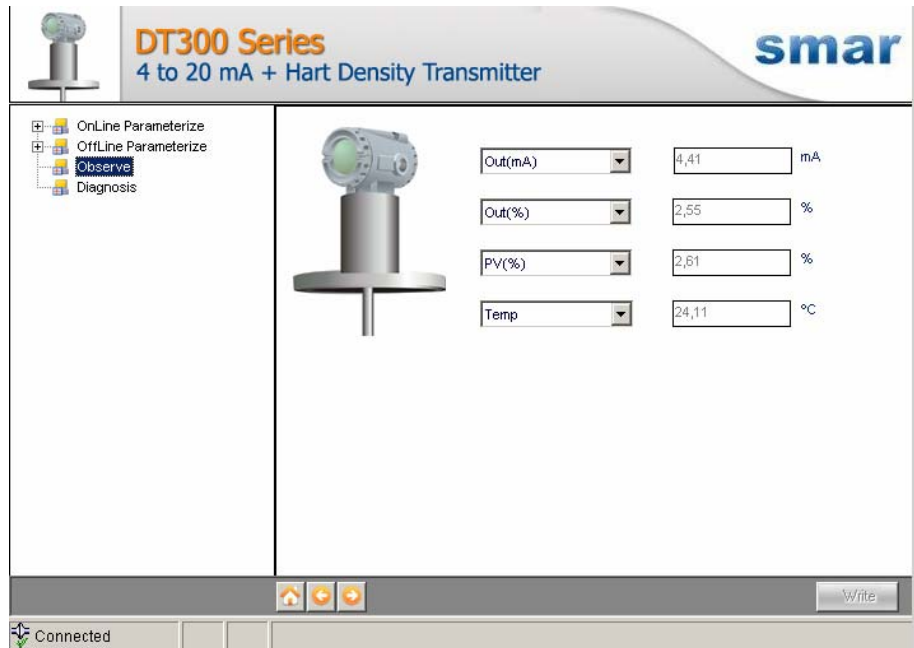 DT300 Series
4 to 20 mA + Hart Density Transmitter
smar
OnLine Parameterize
OffLine Parameterize
Observe
Diagnosis
Out(mA) 4,41 mA
Out(%) 2,55 %
PV(%) 2,61 %
Temp 24,11 °C
Write
Connected